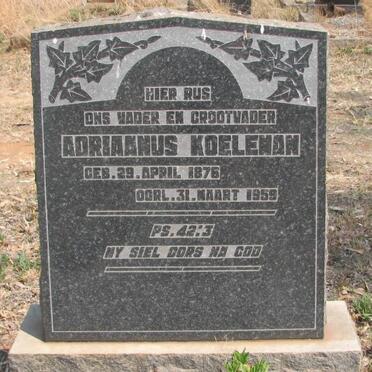 HIER RUS
ONS VADER EN GROOTVADER
ADRIAANUS KOELEMAN
GEB. 29. APRIL 1876
OORL. 31. MAART 1959
PS. 42:3
MY SIEL DORS NA GOD